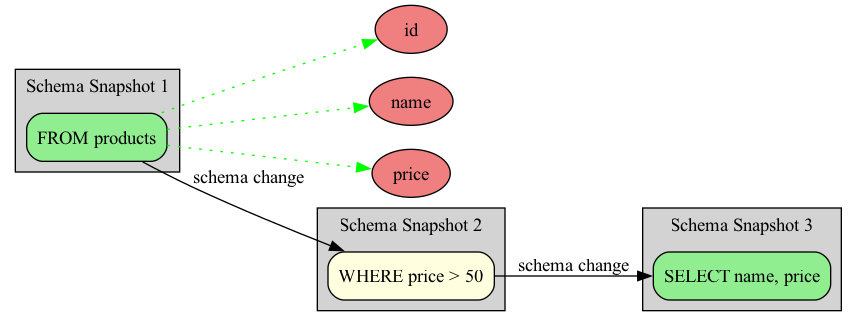 id
Schema Snapshot 1
name
FROM products
price
schema change
Schema Snapshot 2
WHERE price > 50
schema change
Schema Snapshot 3
SELECT name, price